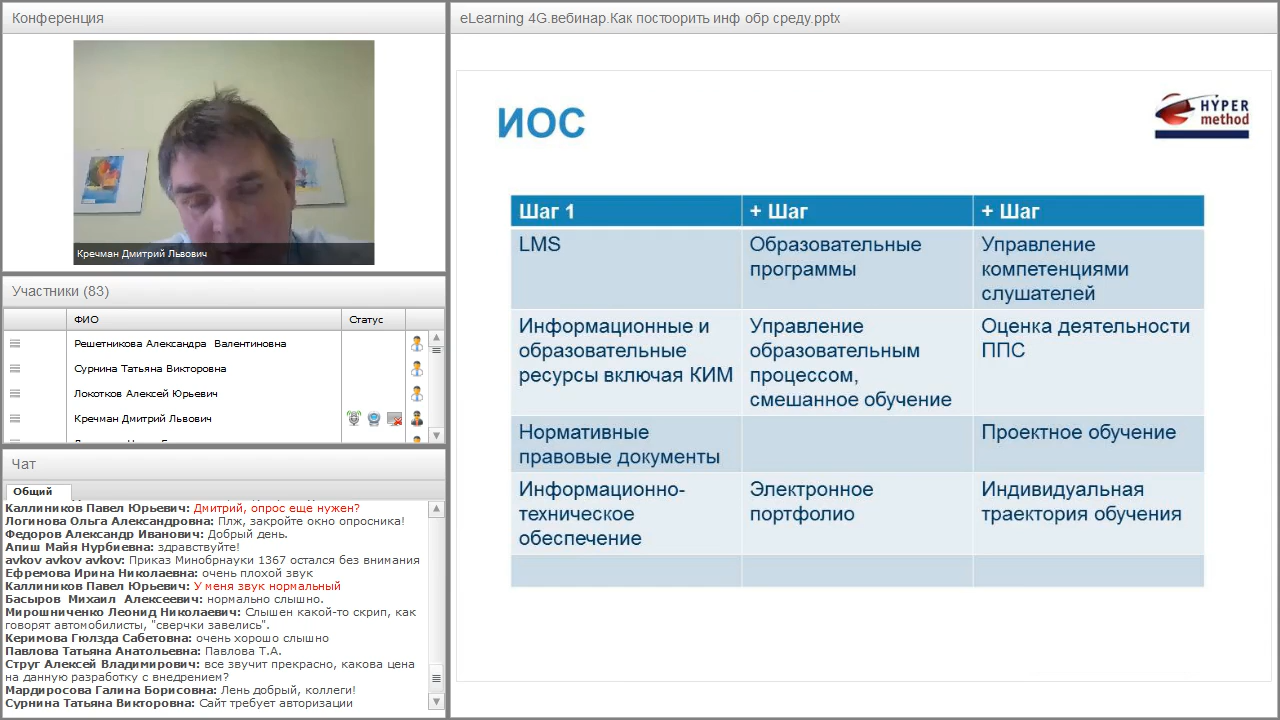 Конференция
Кречман Дмитрий Львович
Участники (83)
ФИО
Статус
Решетникова Александра Валентиновна
Сурнина Татьяна Викторовна
Локотков Алексей Юрьевич
Кречман Дмитрий Львович
Чат
Общий
Каллиников Павел Юрьевич: Дмитрий, опрос еще нужен?
Логинова Ольга Александровна: Плж, закройте окно опросника!
Федоров Александр Иванович: Добрый день.
Апиш Майя Нурбиевна: здравствуйте!
avkov avkov avkov: Приказ Минобрнауки 1367 остался без внимания
Ефремова Ирина Николаевна: очень плохой звук
Каллиников Павел Юрьевич: У меня звук нормальный
Басыров Михаил Алексеевич: нормально слышно.
Мирошниченко Леонид Николаевич: Слышен какой-то скрип, как
говорят автомобилисты, "сверчки завелись".
Керимова Гюлзда Сабетовна: очень хорошо слышно
Павлова Татьяна Анатольевна: Павлова Т.А.
Струг Алексей Владимирович: все звучит прекрасно, какова цена
на данную разработку с внедрением?
Мардиросова Галина Борисовна: Лень добрый, коллеги!
Сурнина Татьяна Викторовна: Сайт требует авторизации
eLearning 4G.вебинар.Как постоорить инф обр среду.pptx
ИОС
HYPER
method
Шаг 1
+ Шаг
+ Шаг
LMS
Образовательные
программы
Управление
компетенциями
слушателей
Информационные и
образовательные
ресурсы включая КИМ
Управление
образовательным
процессом,
смешанное обучение
Оценка деятельности
ППС
Нормативные
правовые документы
Проектное обучение
Информационно-
техническое
обеспечение
Электронное
портфолио
Индивидуальная
траектория обучения